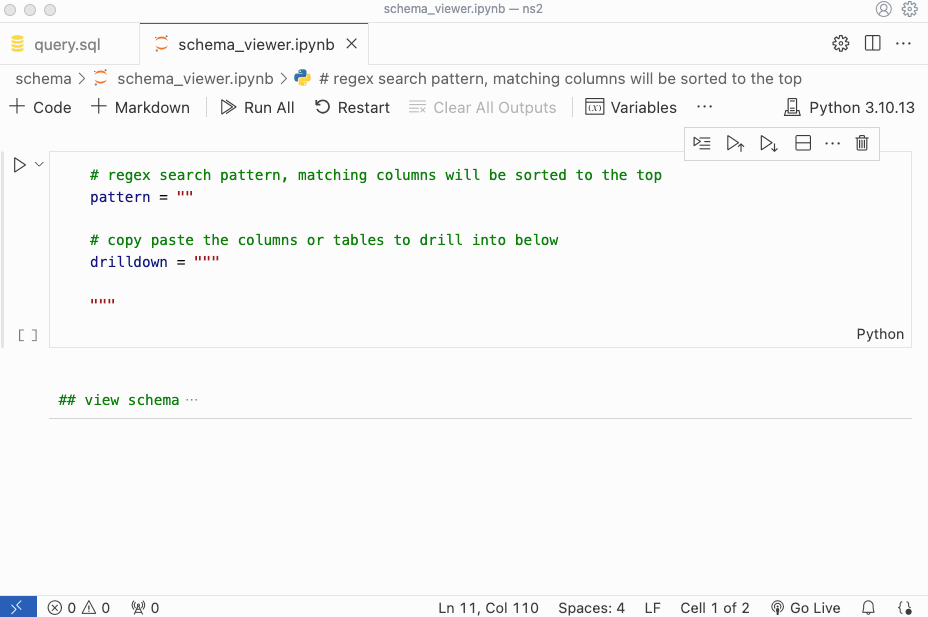 schema_viewer.ipynb — ns2
query.sql
schema_viewer.ipynb
schema > schema_viewer.ipynb > # regex search pattern, matching columns will be sorted to the top
+ Code + Markdown Run All Restart Clear All Outputs Variables ··· Python 3.10.13
# regex search pattern, matching columns will be sorted to the top
pattern = ""
# copy paste the columns or tables to drill into below
drilldown = """
"""
[ ]
Python
## view schema ···
0 0 0 Ln 11, Col 110 Spaces: 4 LF Cell 1 of 2 Go Live